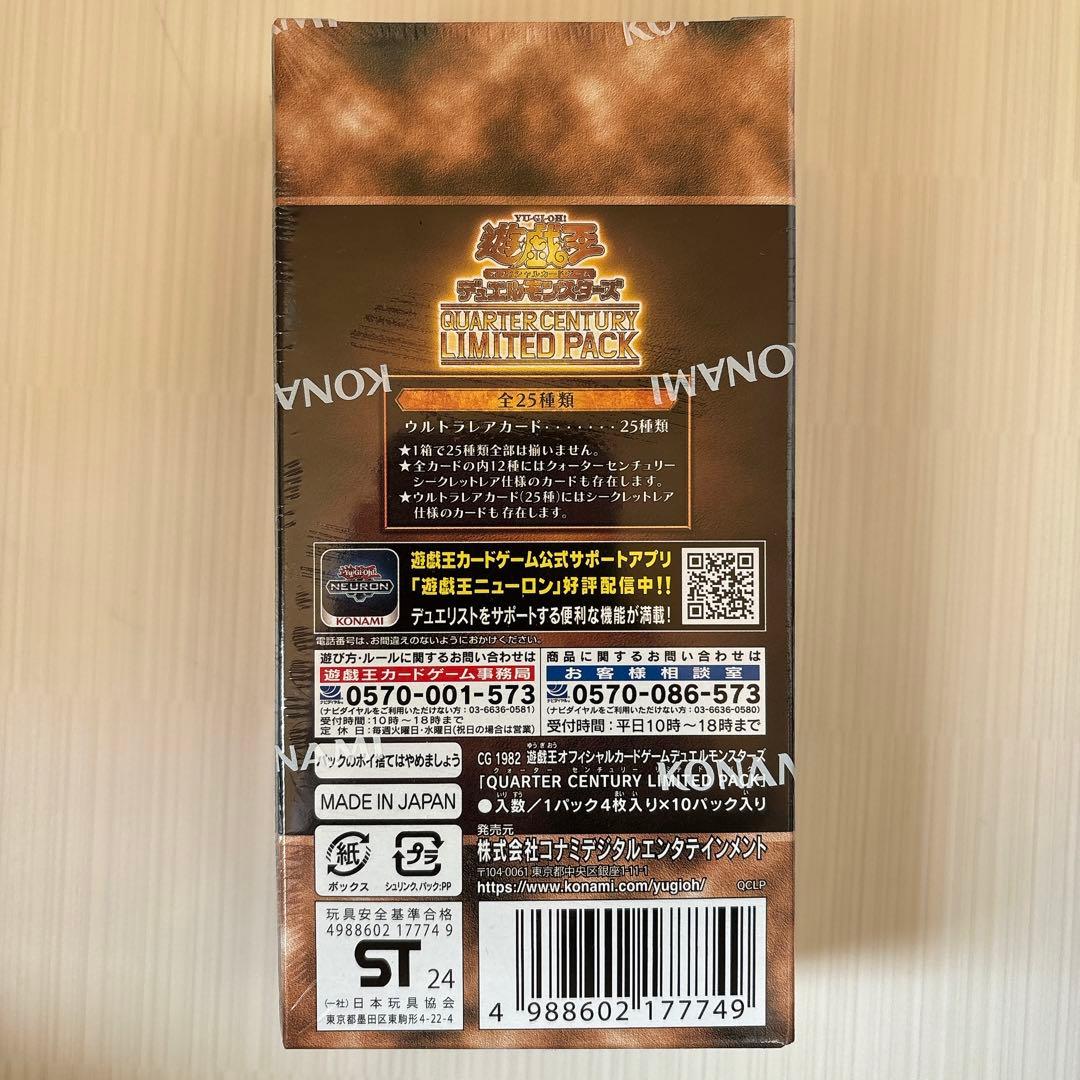 KONAMI
KO
YU-GI-OH!
遊戯王
オフィシャルカードゲーム
デュエルモンスターズ
QUARTER CENTURY
LIMITED PACK
KONA
KONAMI
全25種類
ウルトラレアカード・・・・・・・25種類
★1箱で25種類全部は揃いません。
★全カードの内12種にはクォーターセンチュリー
シークレットレア仕様のカードも存在します。
★ウルトラレアカード(25種)にはシークレットレア
仕様のカードも存在します。
Yu-Gi-Oh!
NEURON
KONAMI
遊戯王カードゲーム公式サポートアプリ
「遊戯王ニューロン」好評配信中!!
デュエリストをサポートする便利な機能が満載!
電話番号は、お間違えのないようにおかけください。
遊び方・ルールに関するお問い合わせは
遊戯王カードゲーム事務局
ナビダイヤル 0570-001-573
(ナビダイヤルをご利用いただけない方:03-6636-0581)
受付時間:10時〜18時まで
定休日:毎週火曜日・水曜日(祝日の場合は営業)
商品に関するお問い合わせは
お客様相談室
ナビダイヤル 0570-086-573
(ナビダイヤルをご利用いただけない方:03-6636-0580)
受付時間:平日10時〜18時まで
KONAMI
パックのポイ捨てはやめましょう
MADE IN JAPAN
紙
ボックス
プラ
シュリンク,パック:PP
CG 1982 遊戯王オフィシャルカードゲームデュエルモンスターズ
「QUARTER CENTURY LIMITED PACK」
KONAM
●入数/1パック4枚入り×10パック入り
発売元
株式会社コナミデジタルエンタテインメント
〒104-0061 東京都中央区銀座1-11-1
https://www.konami.com/yugioh/ QCLP
玩具安全基準合格
4988602 17774 9
ST 24
(一社)日本玩具協会
東京都墨田区東駒形4-22-4
4 988602 177749